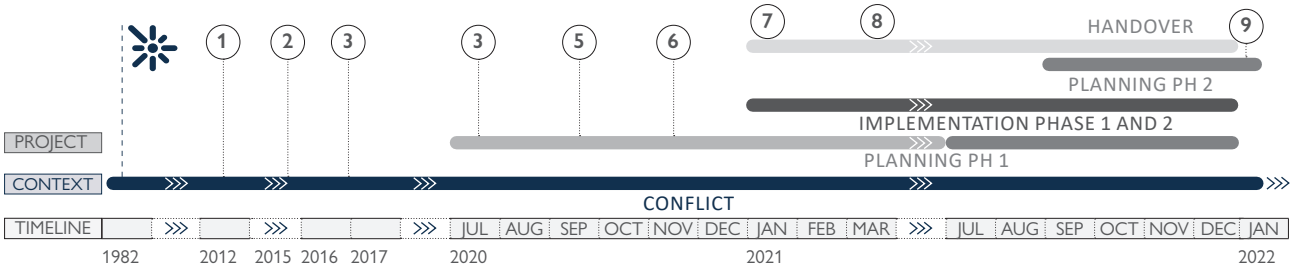 1 2 3 3 5 6 7 8 9
HANDOVER
PLANNING PH 2
IMPLEMENTATION PHASE 1 AND 2
PROJECT
PLANNING PH 1
CONTEXT
CONFLICT
TIMELINE JUL AUG SEP OCT NOV DEC JAN FEB MAR JUL AUG SEP OCT NOV DEC JAN
1982 2012 2015 2016 2017 2020 2021 2022